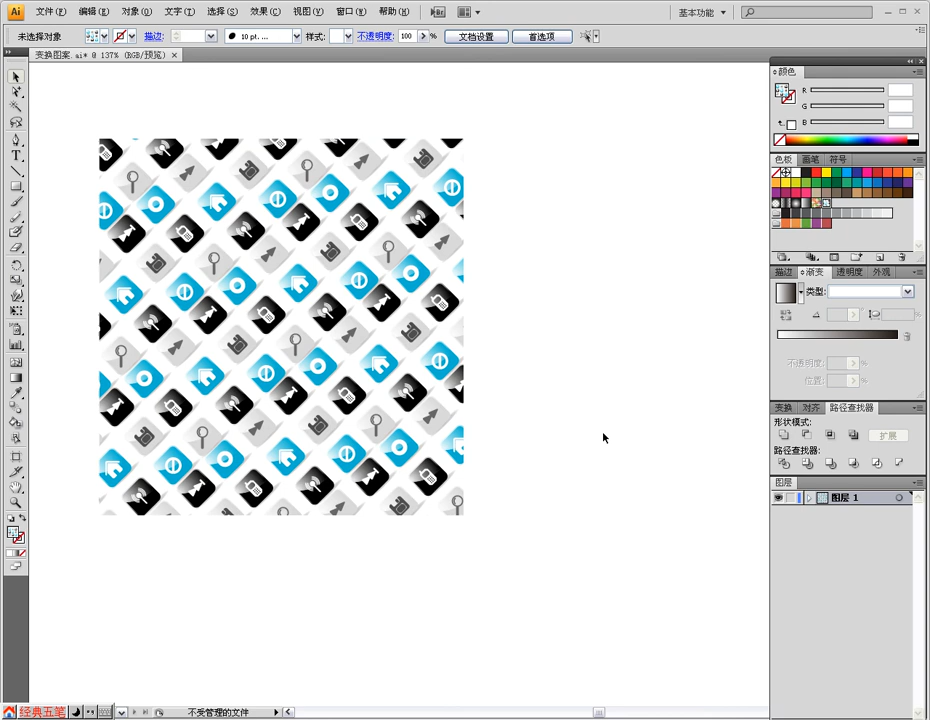 Ai 文件(F) 编辑(E) 对象(O) 文字(T) 选择(S) 效果(C) 视图(V) 窗口(W) 帮助(H) Br 基本功能
未选择对象 描边: 10 pt... 样式: 不透明度: 100 % 文档设置 首选项
变换图案.ai* @ 137% (RGB/预览) ×
颜色
R
G
B
色板 画笔 符号
描边 渐变 透明度 外观
类型:
%
不透明度: %
位置: %
变换 对齐 路径查找器
形状模式:
扩展
路径查找器:
图层
图层 1
经典五笔 不受管理的文件